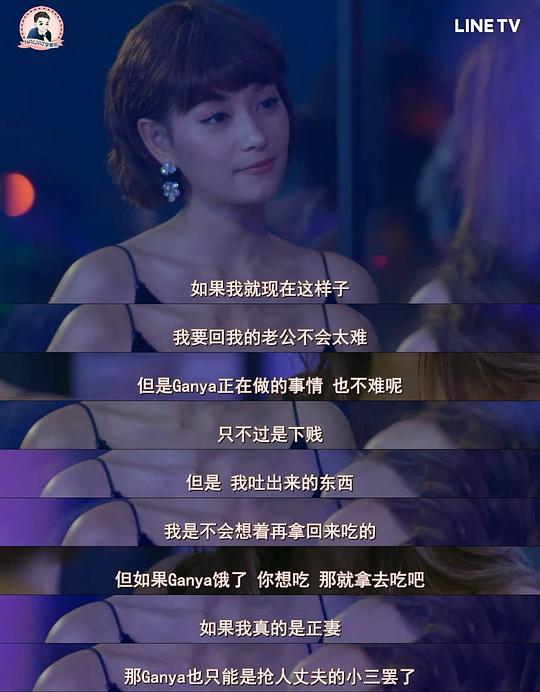 LINE TV
如果我就现在这样子
我要回我的老公不会太难
但是Ganya正在做的事情 也不难呢
只不过是下贱
但是 我吐出来的东西
我是不会想着再拿回来吃的
但如果Ganya饿了 你想吃 那就拿去吃吧
如果我真的是正妻
那Ganya也只能是抢人丈夫的小三罢了